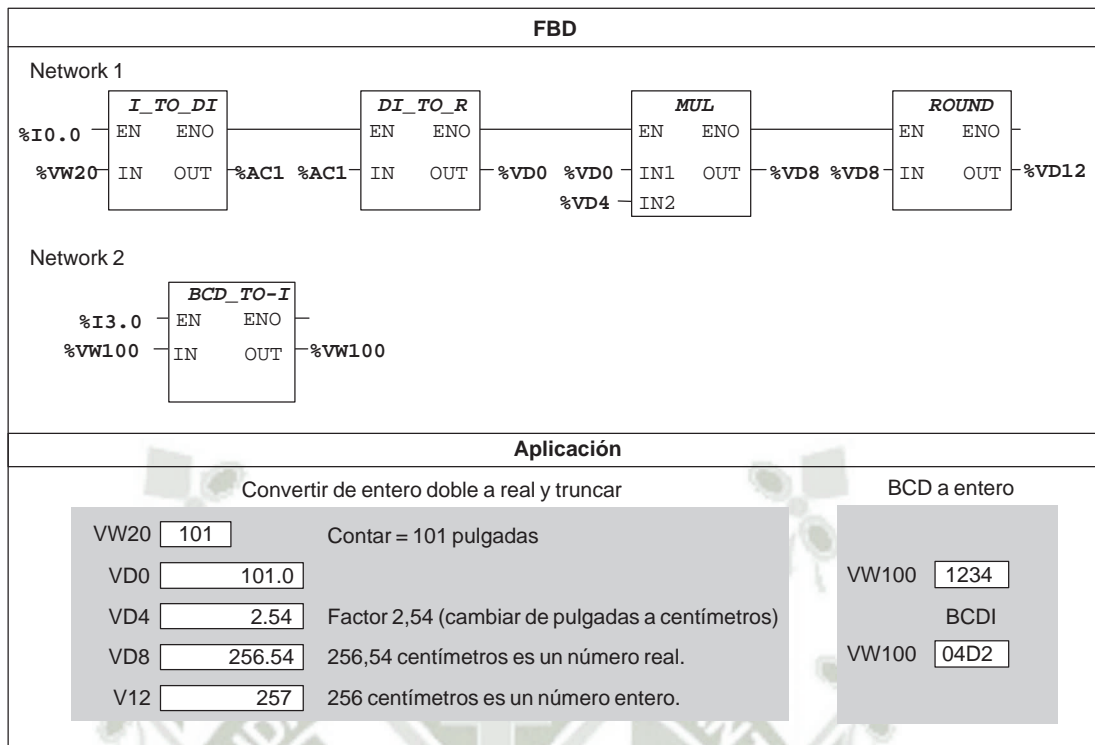 FBD
Network 1
I_TO_DI DI_TO_R MUL ROUND
%I0.0 EN ENO EN ENO EN ENO EN ENO
%VW20 IN OUT %AC1 %AC1 IN OUT %VD0 %VD0 IN1 OUT %VD8 %VD8 IN OUT %VD12
%VD4 IN2
Network 2
BCD_TO-I
%I3.0 EN ENO
%VW100 IN OUT %VW100
Aplicación
Convertir de entero doble a real y truncar
VW20 101 Contar = 101 pulgadas
VD0 101.0
VD4 2.54 Factor 2,54 (cambiar de pulgadas a centímetros)
VD8 256.54 256,54 centímetros es un número real.
V12 257 256 centímetros es un número entero.
BCD a entero
VW100 1234
BCDI
VW100 04D2